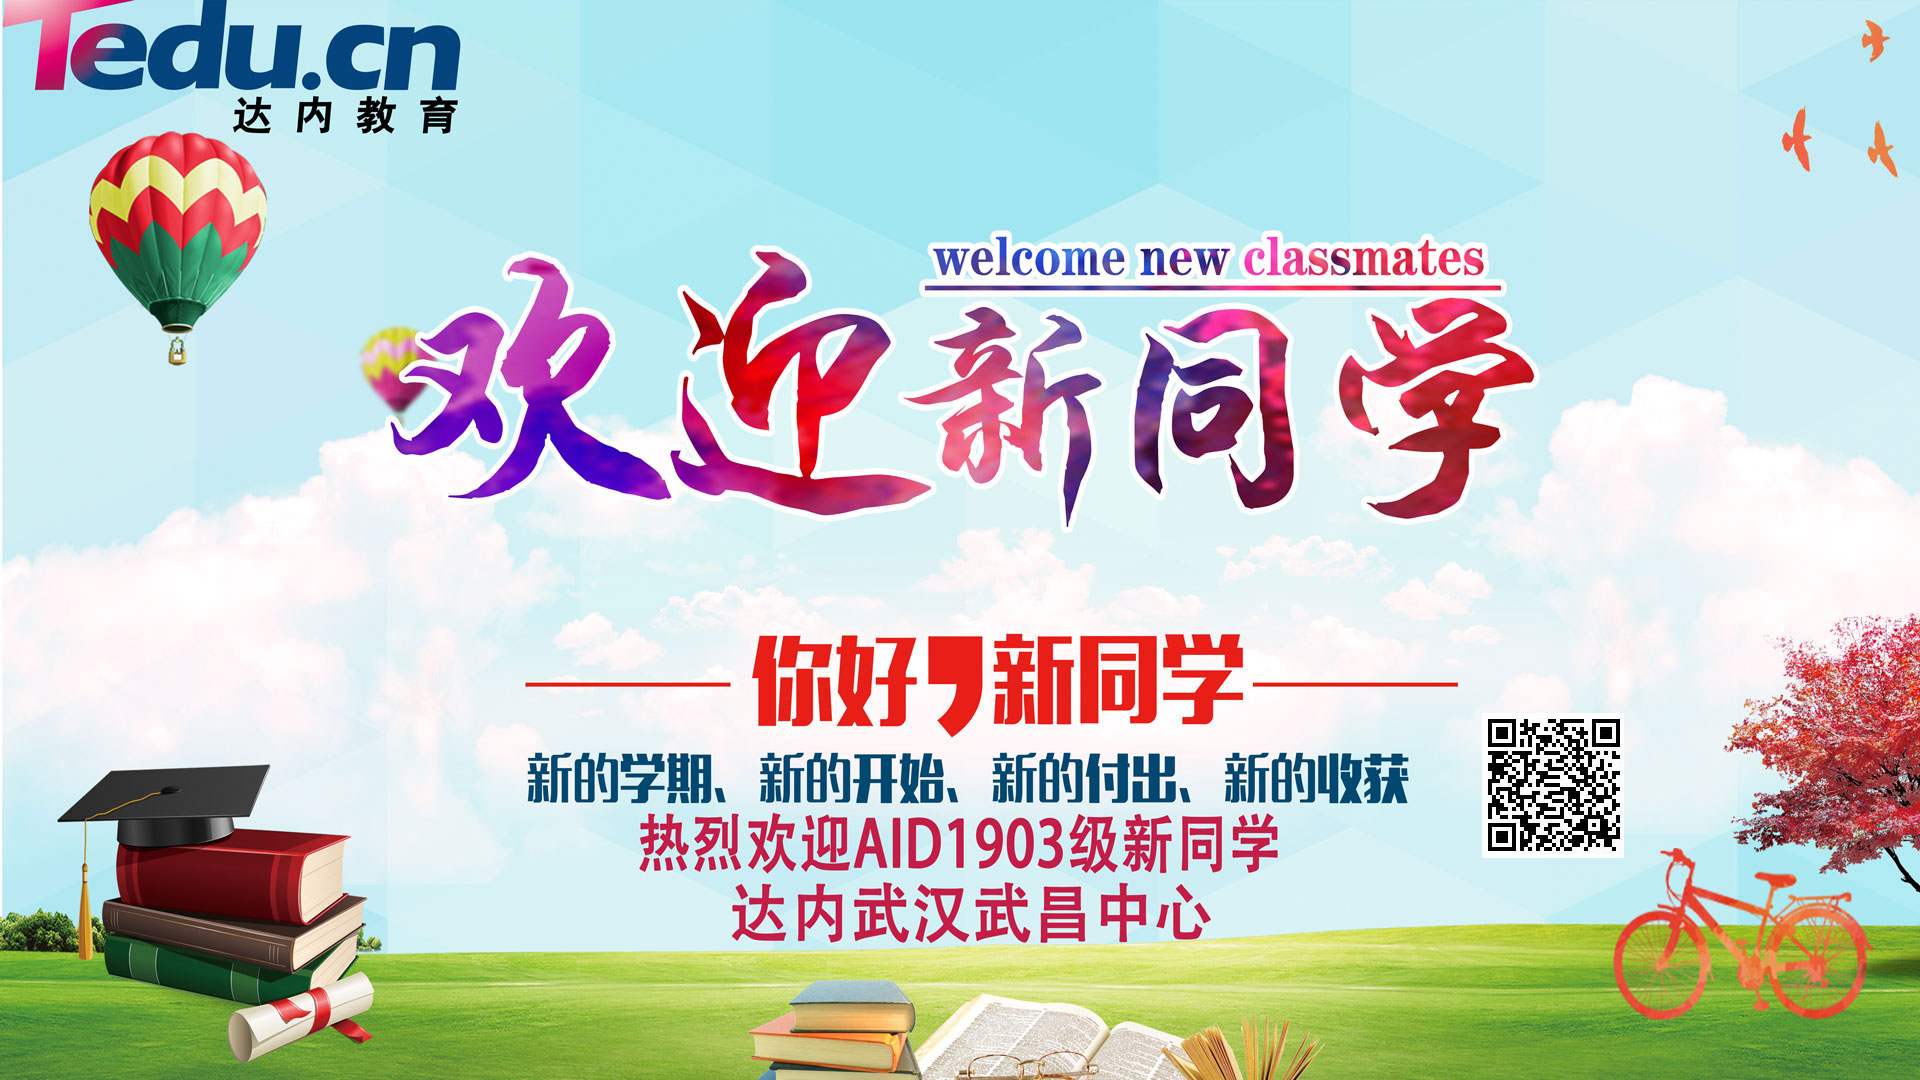 Tedu.cn
达内教育
welcome new classmates
欢迎新同学
你好，新同学
新的学期、新的开始、新的付出、新的收获
热烈欢迎AID1903级新同学
达内武汉武昌中心